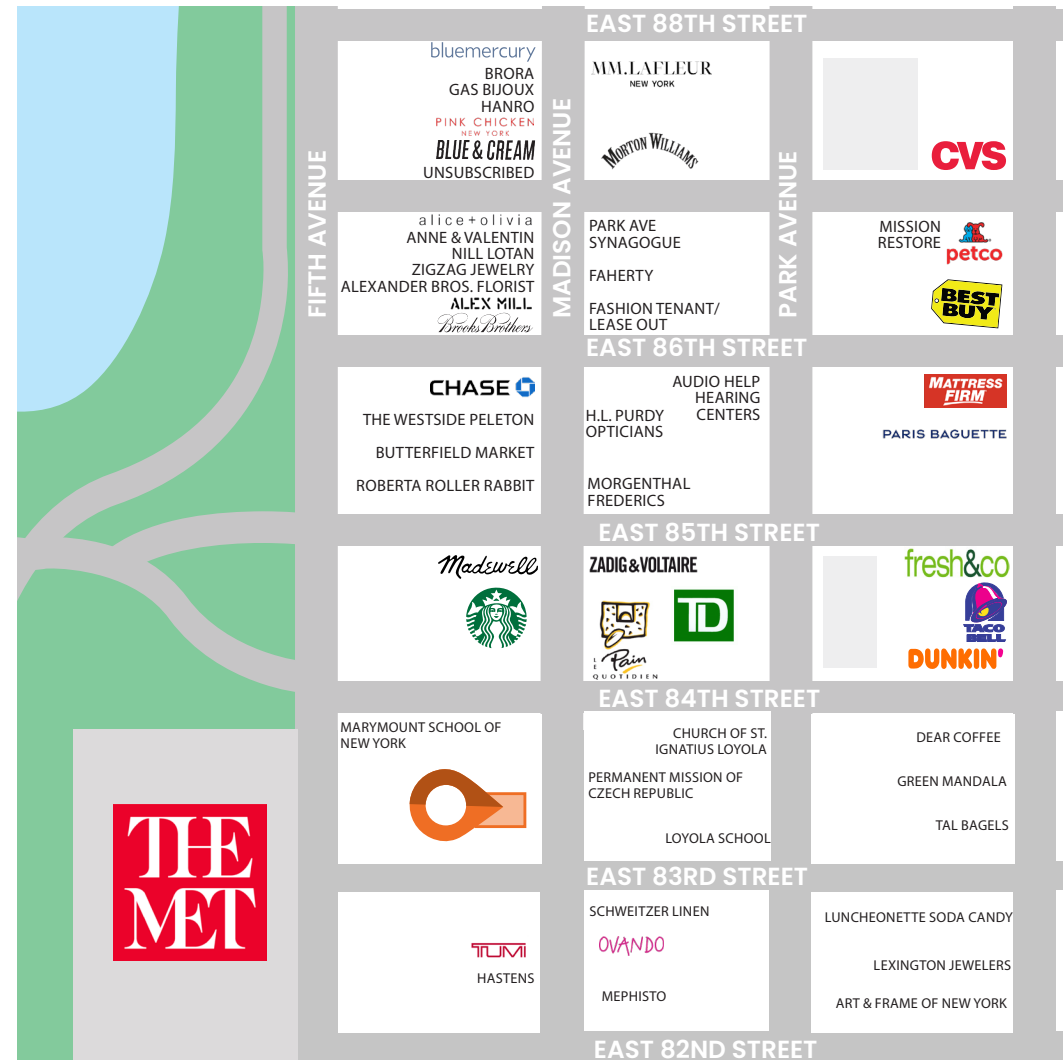 EAST 88TH STREET
bluemercury
BRORA
GAS BIJOUX
HANRO
PINK CHICKEN
NEW YORK
BLUE & CREAM
UNSUBSCRIBED
MM.LAFLEUR
NEW YORK
MORTON WILLIAMS
CVS
FIFTH AVENUE
MADISON AVENUE
PARK AVENUE
alice+olivia
ANNE & VALENTIN
NILL LOTAN
ZIGZAG JEWELRY
ALEXANDER BROS. FLORIST
ALEX MILL
Brooks Brothers
PARK AVE
SYNAGOGUE
FAHERTY
FASHION TENANT/
LEASE OUT
MISSION
RESTORE
petco
BEST
BUY
EAST 86TH STREET
CHASE
THE WESTSIDE PELETON
BUTTERFIELD MARKET
ROBERTA ROLLER RABBIT
AUDIO HELP
HEARING
CENTERS
H.L. PURDY
OPTICIANS
MORGENTHAL
FREDERICS
MATTRESS
FIRM
PARIS BAGUETTE
EAST 85TH STREET
Madewell
ZADIG & VOLTAIRE
TD
LE Pain
QUOTIDIEN
fresh&co
TACO
BELL
DUNKIN'
EAST 84TH STREET
MARYMOUNT SCHOOL OF
NEW YORK
CHURCH OF ST.
IGNATIUS LOYOLA
PERMANENT MISSION OF
CZECH REPUBLIC
LOYOLA SCHOOL
DEAR COFFEE
GREEN MANDALA
TAL BAGELS
THE
MET
EAST 83RD STREET
TUMI
HASTENS
SCHWEITZER LINEN
OVANDO
MEPHISTO
LUNCHEONETTE SODA CANDY
LEXINGTON JEWELERS
ART & FRAME OF NEW YORK
EAST 82ND STREET